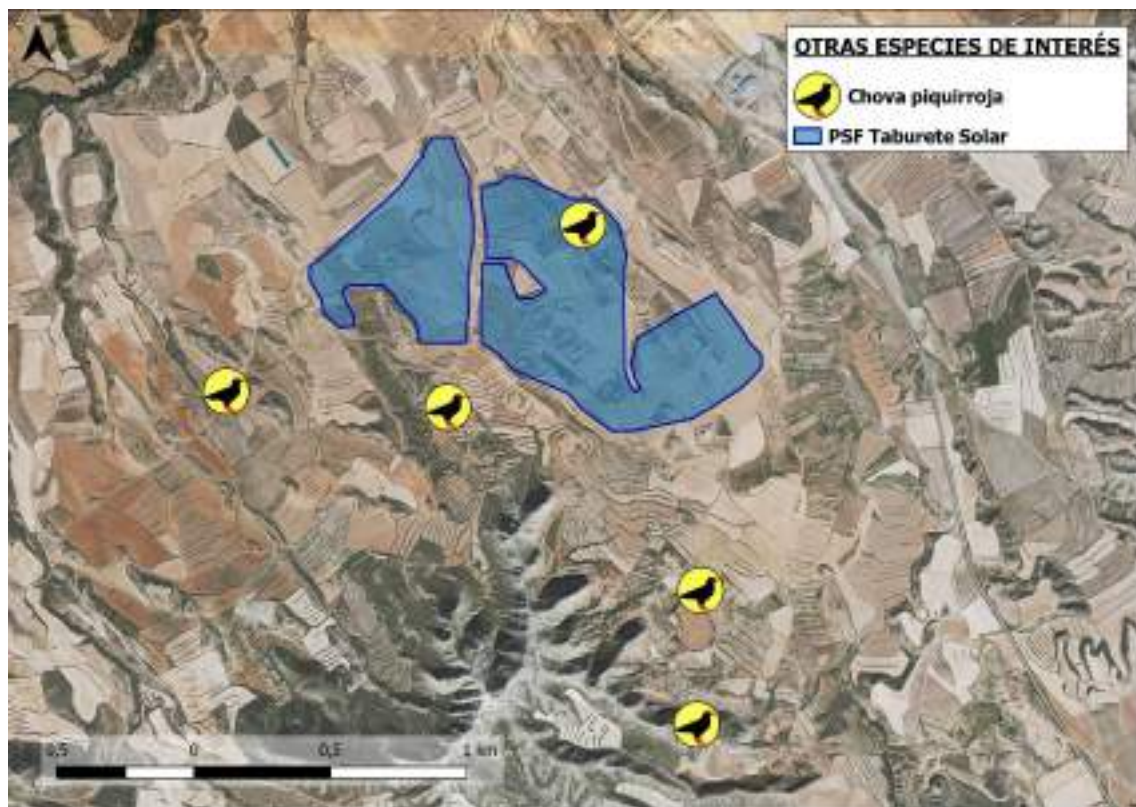 OTRAS ESPECIES DE INTERÉS
Chova piquirroja
PSF Taburete Solar
0,5 0 0,5 1 km